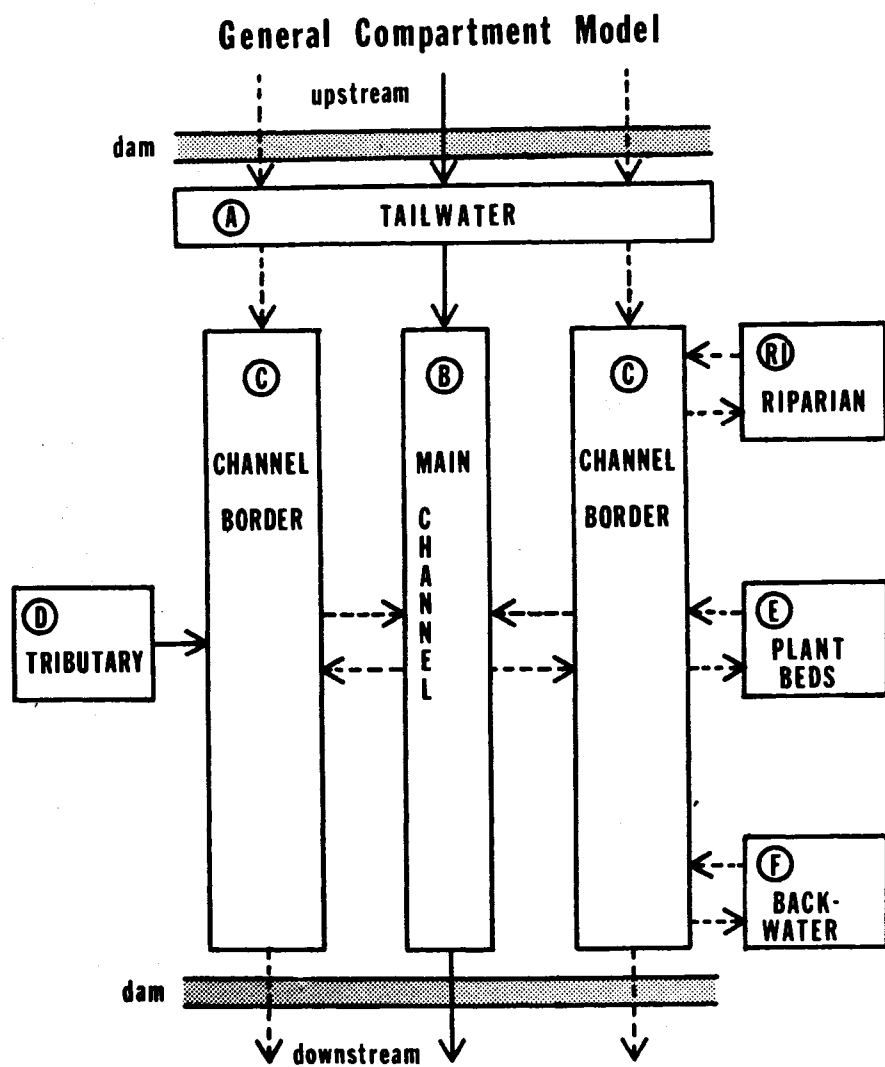 General Compartment Model
upstream
dam
A TAILWATER
C
CHANNEL
BORDER
B
MAIN
CHANNEL
C
CHANNEL
BORDER
RI
RIPARIAN
D
TRIBUTARY
E
PLANT
BEDS
F
BACK-
WATER
dam
downstream